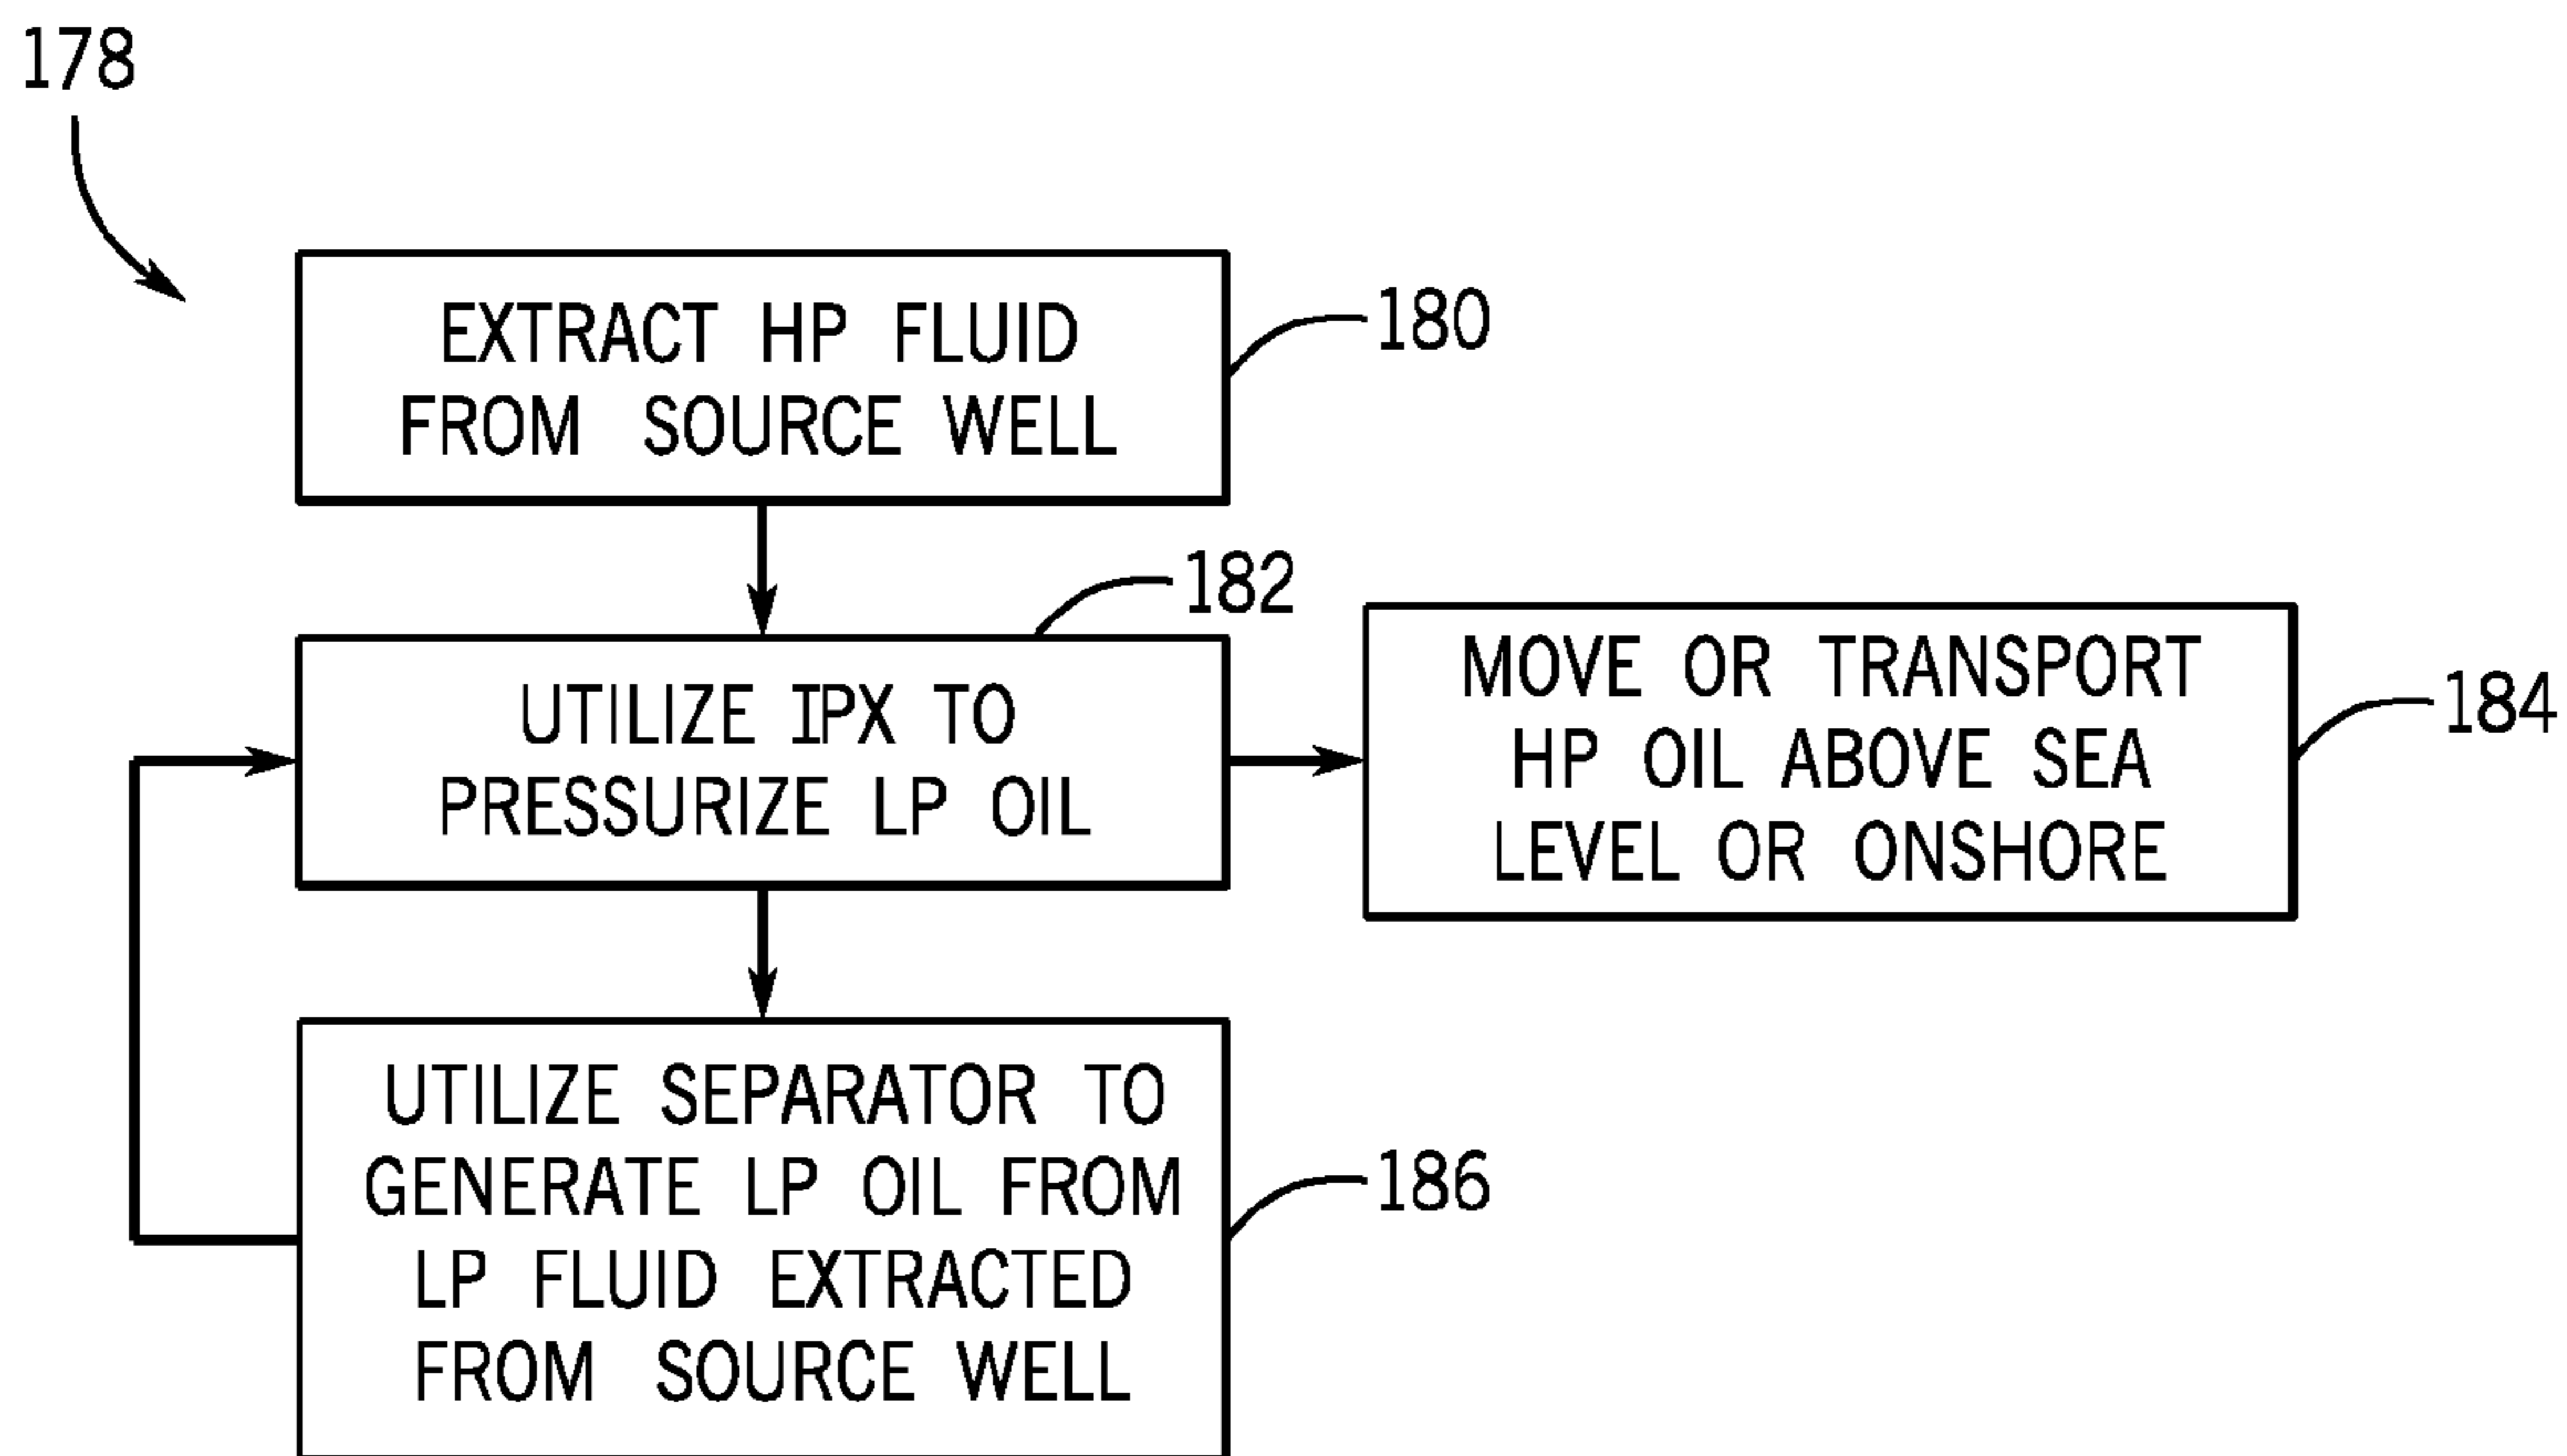 178
EXTRACT HP FLUID
FROM SOURCE WELL
180
182
UTILIZE IPX TO
PRESSURIZE LP OIL
MOVE OR TRANSPORT
HP OIL ABOVE SEA
LEVEL OR ONSHORE
184
UTILIZE SEPARATOR TO
GENERATE LP OIL FROM
LP FLUID EXTRACTED
FROM SOURCE WELL
186